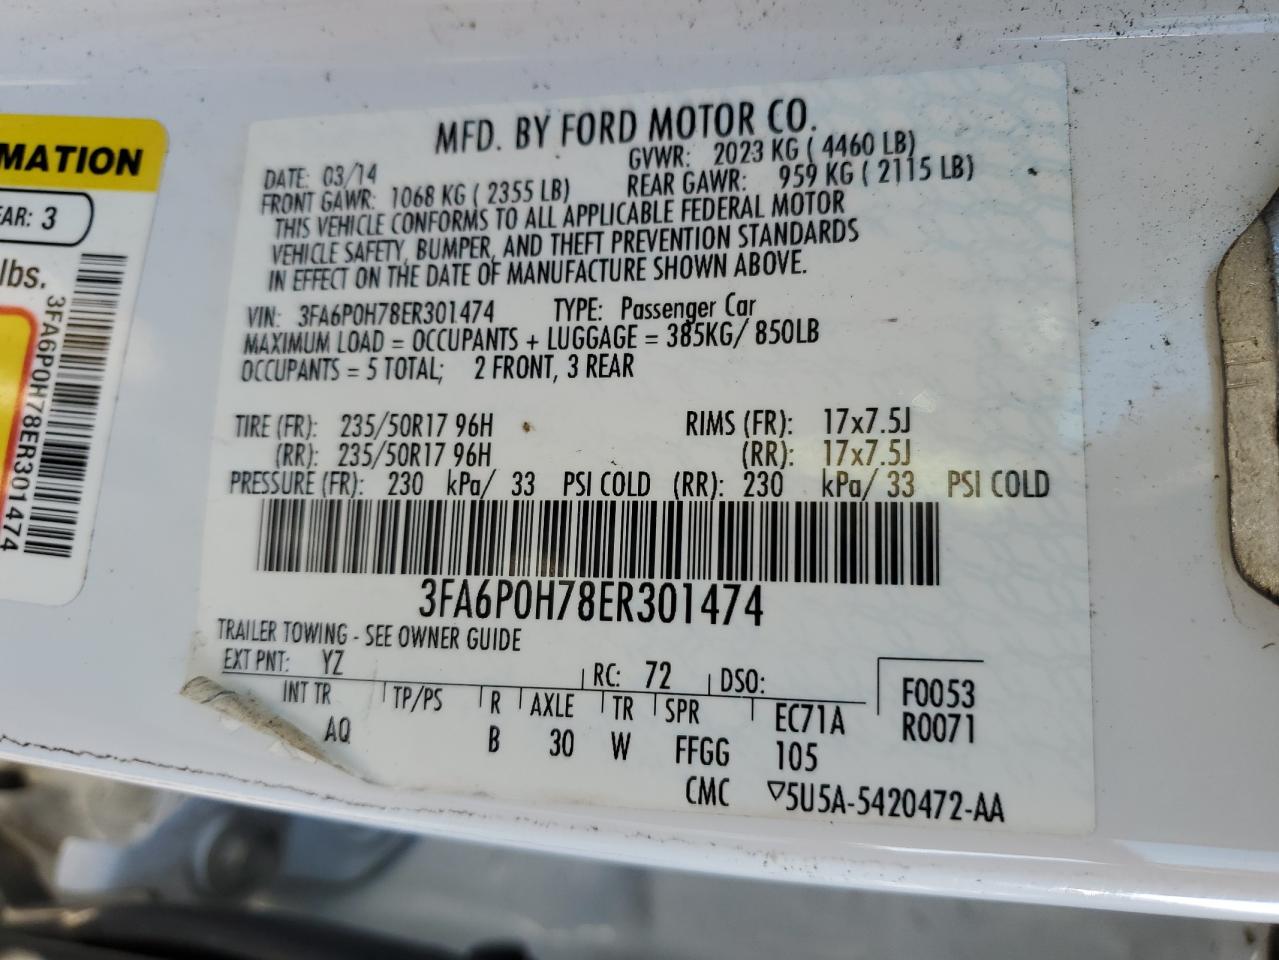 MATION
EAR: 3
lbs.
3FA6P0H78ER301474
MFD. BY FORD MOTOR CO.
DATE: 03/14 GVWR: 2023 KG ( 4460 LB)
FRONT GAWR: 1068 KG ( 2355 LB) REAR GAWR: 959 KG ( 2115 LB)
THIS VEHICLE CONFORMS TO ALL APPLICABLE FEDERAL MOTOR
VEHICLE SAFETY, BUMPER, AND THEFT PREVENTION STANDARDS
IN EFFECT ON THE DATE OF MANUFACTURE SHOWN ABOVE.
VIN: 3FA6P0H78ER301474 TYPE: Passenger Car
MAXIMUM LOAD = OCCUPANTS + LUGGAGE = 385KG/ 850LB
OCCUPANTS = 5 TOTAL; 2 FRONT, 3 REAR
TIRE (FR): 235/50R17 96H RIMS (FR): 17x7.5J
(RR): 235/50R17 96H (RR): 17x7.5J
PRESSURE (FR): 230 kPa/ 33 PSI COLD (RR): 230 kPa/ 33 PSI COLD
3FA6P0H78ER301474
TRAILER TOWING - SEE OWNER GUIDE
EXT PNT: YZ RC: 72 DSO: F0053
INT TR TP/PS R AXLE TR SPR EC71A R0071
AQ B 30 W FFGG 105
CMC ▽5U5A-5420472-AA